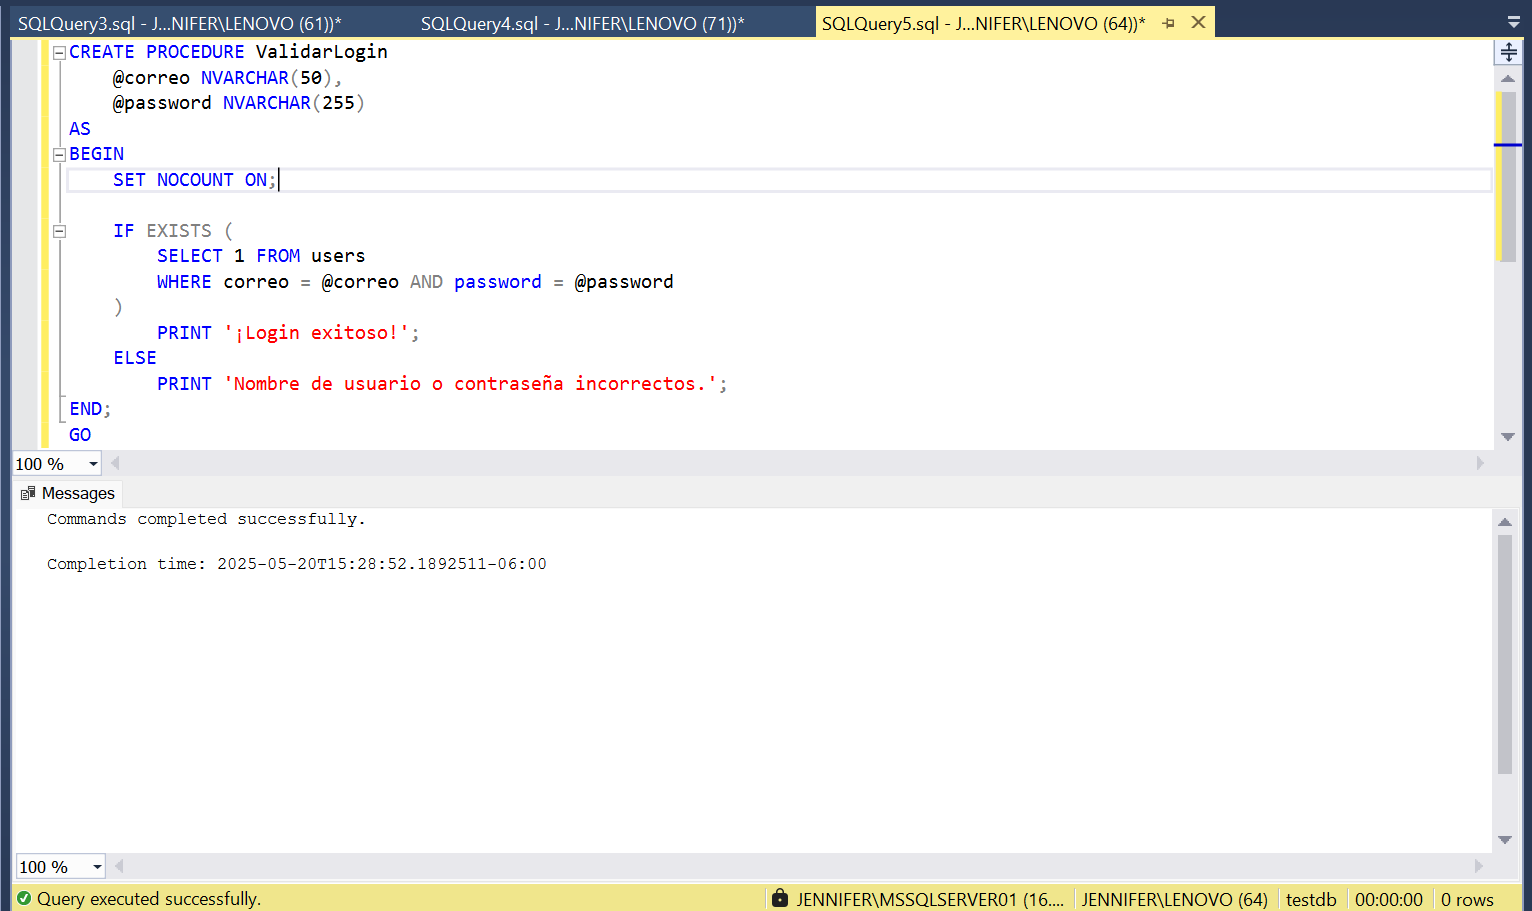 SQLQuery3.sql - J...NIFER\LENOVO (61))* SQLQuery4.sql - J...NIFER\LENOVO (71))* SQLQuery5.sql - J...NIFER\LENOVO (64))*
CREATE PROCEDURE ValidarLogin
    @correo NVARCHAR(50),
    @password NVARCHAR(255)
AS
BEGIN
    SET NOCOUNT ON;
    IF EXISTS (
        SELECT 1 FROM users
        WHERE correo = @correo AND password = @password
    )
        PRINT '¡Login exitoso!';
    ELSE
        PRINT 'Nombre de usuario o contraseña incorrectos.';
END;
GO
100 %
Messages
Commands completed successfully.
Completion time: 2025-05-20T15:28:52.1892511-06:00
100 %
Query executed successfully. JENNIFER\MSSQLSERVER01 (16.... JENNIFER\LENOVO (64) testdb 00:00:00 0 rows